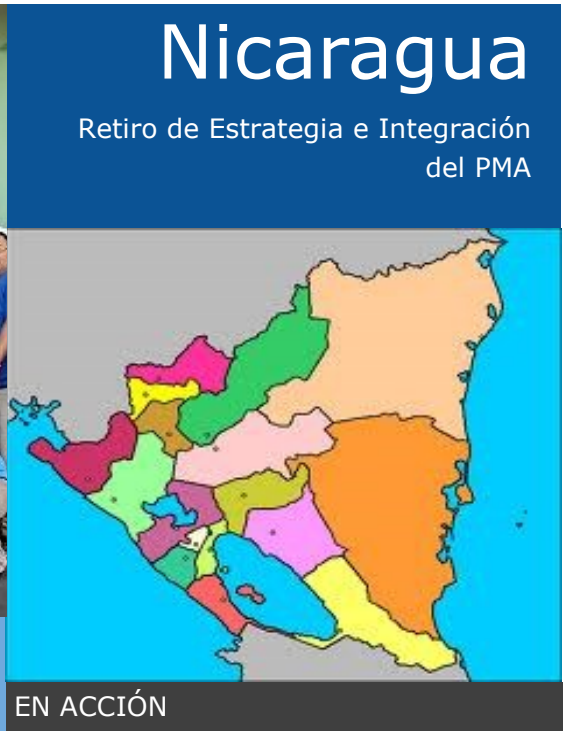 Nicaragua
Retiro de Estrategia e Integración
del PMA
EN ACCIÓN